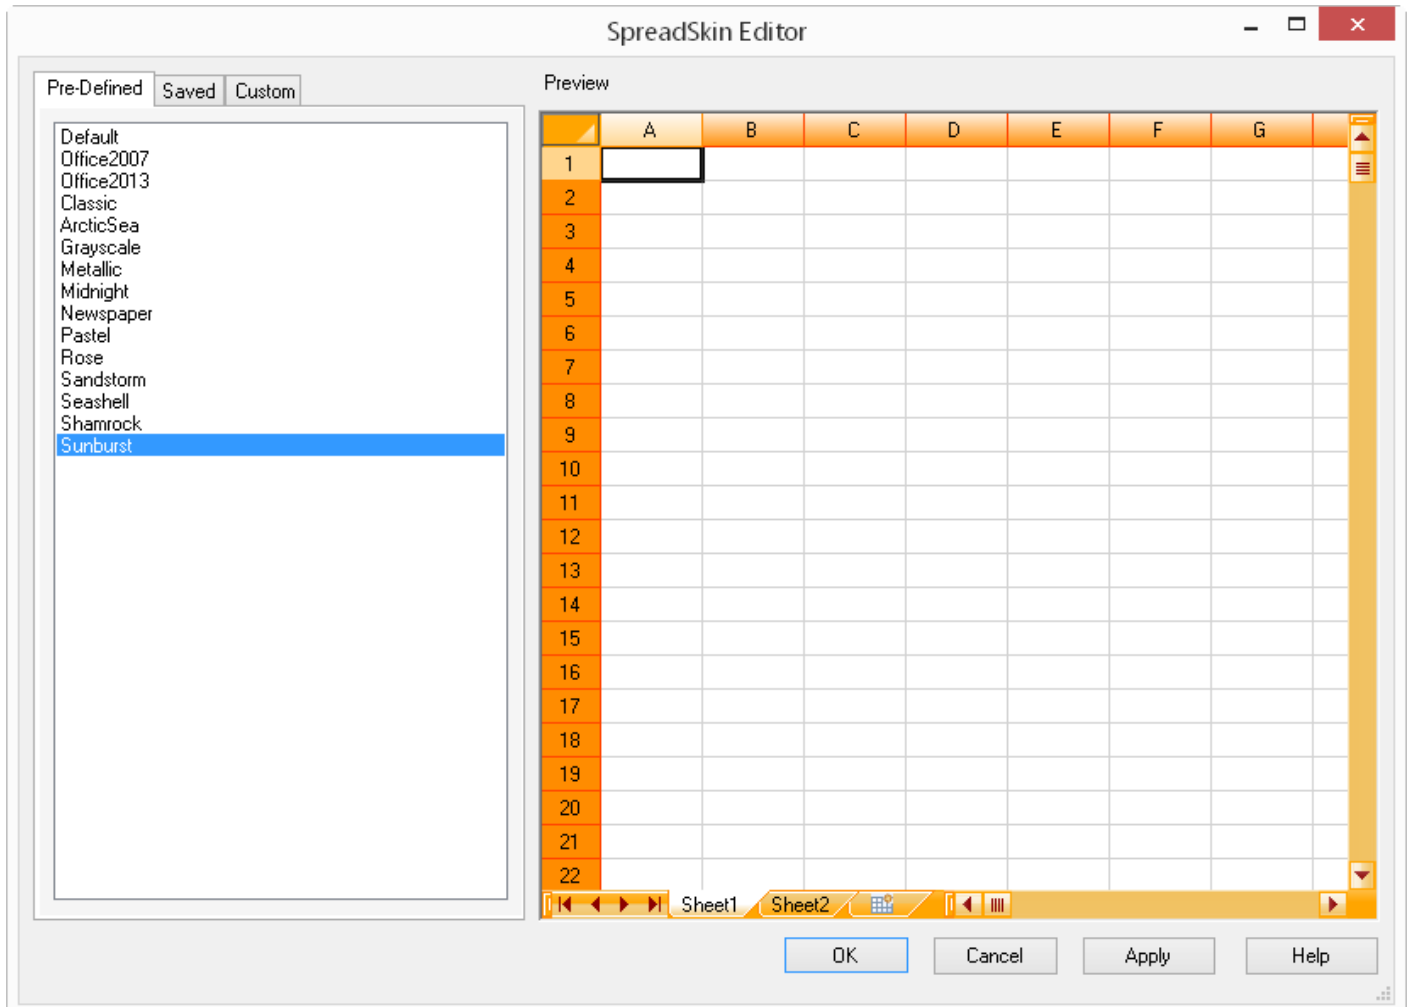 SpreadSkin Editor
Pre-Defined Saved Custom
Preview
Default
Office2007
Office2013
Classic
ArcticSea
Grayscale
Metallic
Midnight
Newspaper
Pastel
Rose
Sandstorm
Seashell
Shamrock
Sunburst
A B C D E F G
1
2
3
4
5
6
7
8
9
10
11
12
13
14
15
16
17
18
19
20
21
22
Sheet1 Sheet2
OK Cancel Apply Help